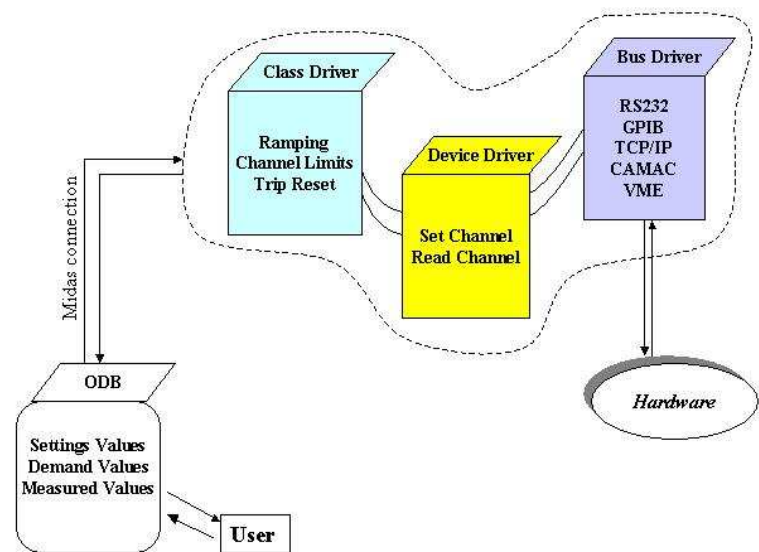 Class Driver
Ramping
Channel Limits
Trip Reset
Device Driver
Set Channel
Read Channel
Bus Driver
RS232
GPIB
TCP/IP
CAMAC
VME
Midas connection
ODB
Settings Values
Demand Values
Measured Values
User
Hardware